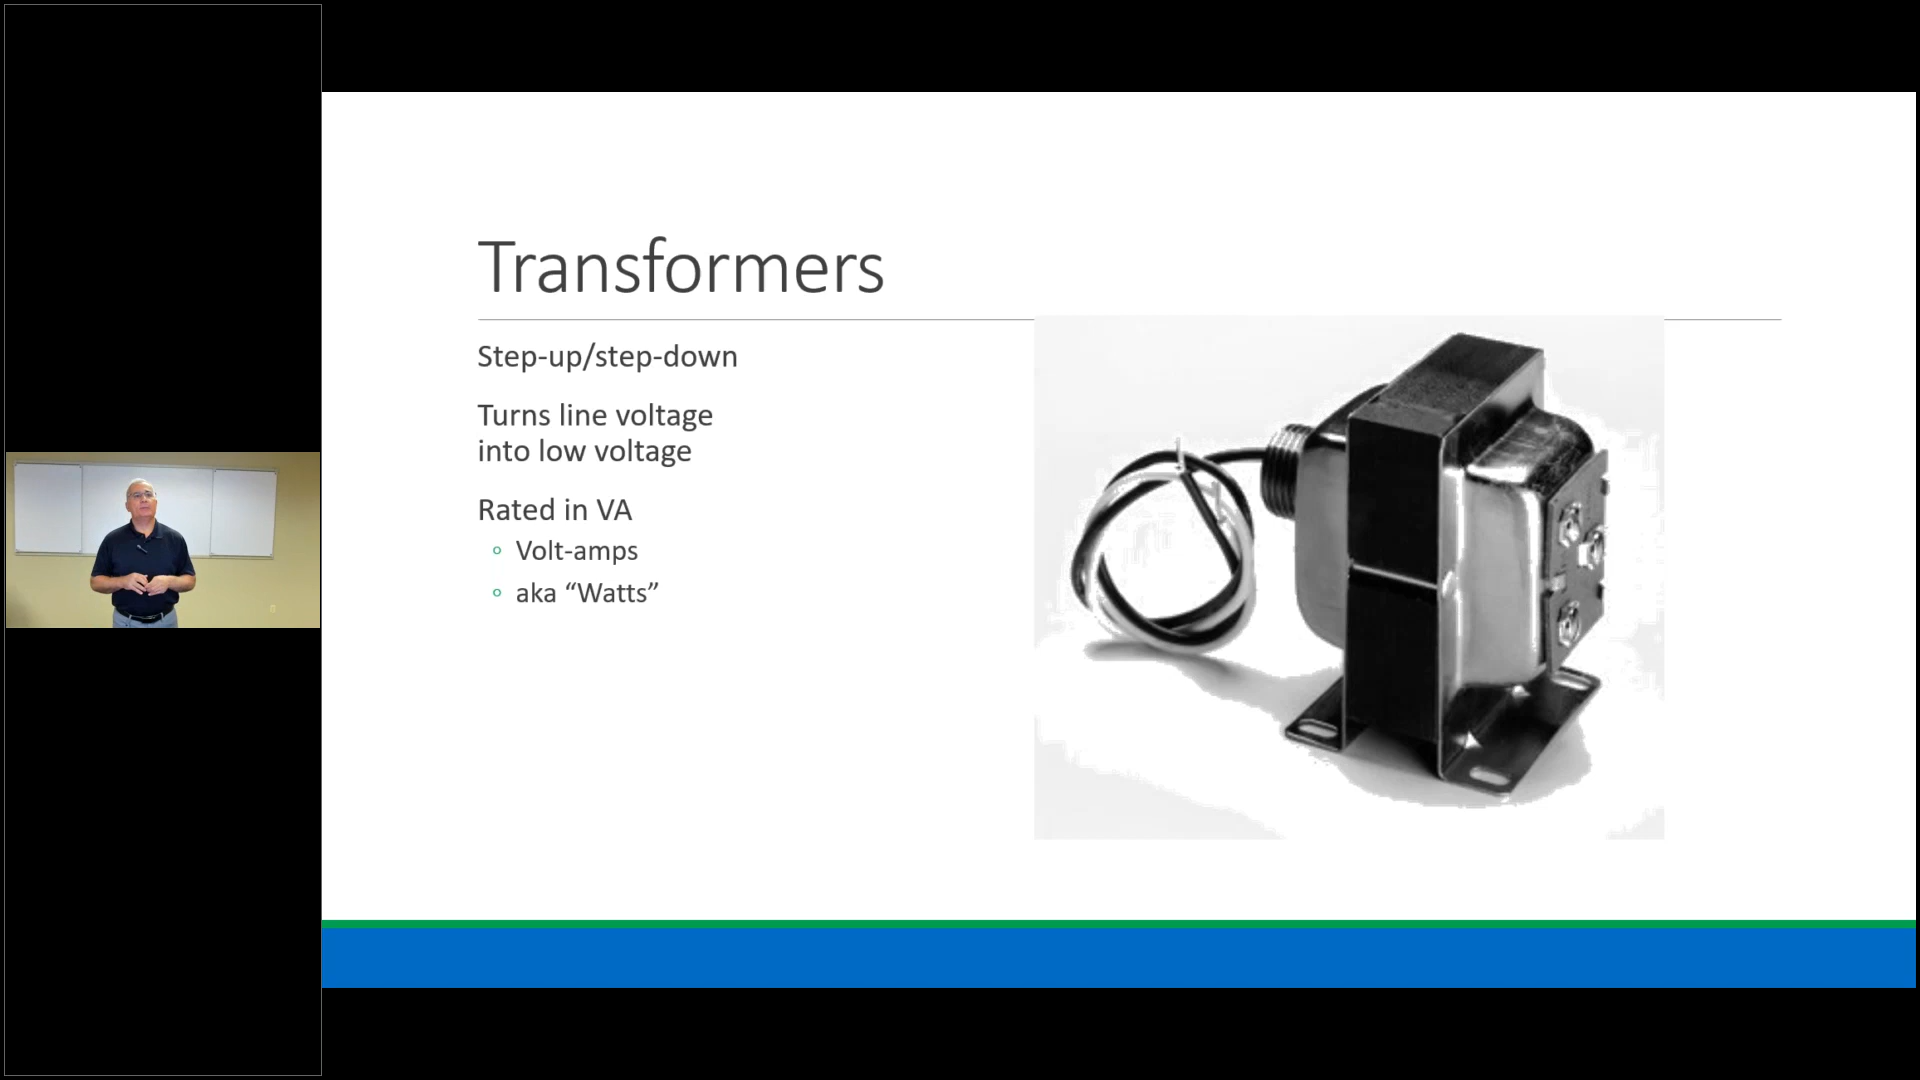 Transformers
Step-up/step-down
Turns line voltage
into low voltage
Rated in VA
Volt-amps
aka “Watts”